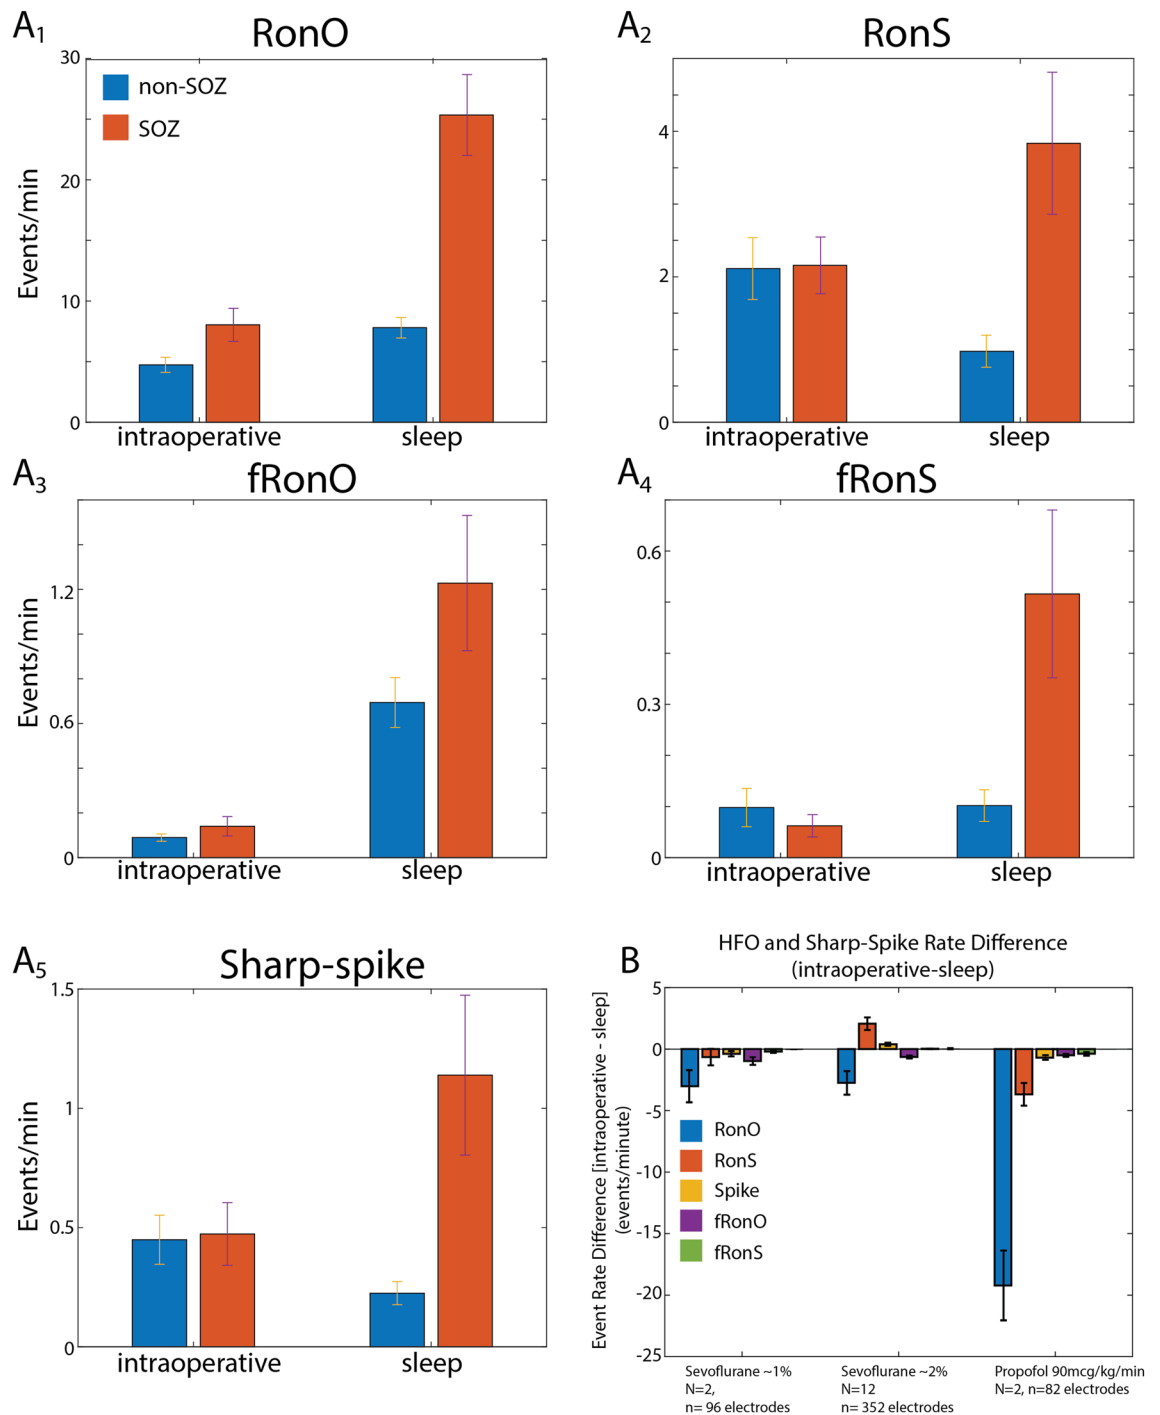 A1
RonO
30
non-SOZ
SOZ
20
10
0
Events/min
intraoperative
sleep
A2
RonS
4
2
0
intraoperative
sleep
A3
fRonO
1.2
0.6
0
Events/min
intraoperative
sleep
A4
fRonS
0.6
0.3
0
intraoperative
sleep
A5
Sharp-spike
1.5
1
0.5
0
Events/min
intraoperative
sleep
B
HFO and Sharp-Spike Rate Difference
(intraoperative-sleep)
5
0
-5
-10
-15
-20
-25
Event Rate Difference [intraoperative - sleep]
(events/minute)
RonO
RonS
Spike
fRonO
fRonS
Sevoflurane ~1%
N=2,
n= 96 electrodes
Sevoflurane ~2%
N=12
n= 352 electrodes
Propofol 90mcg/kg/min
N=2, n=82 electrodes